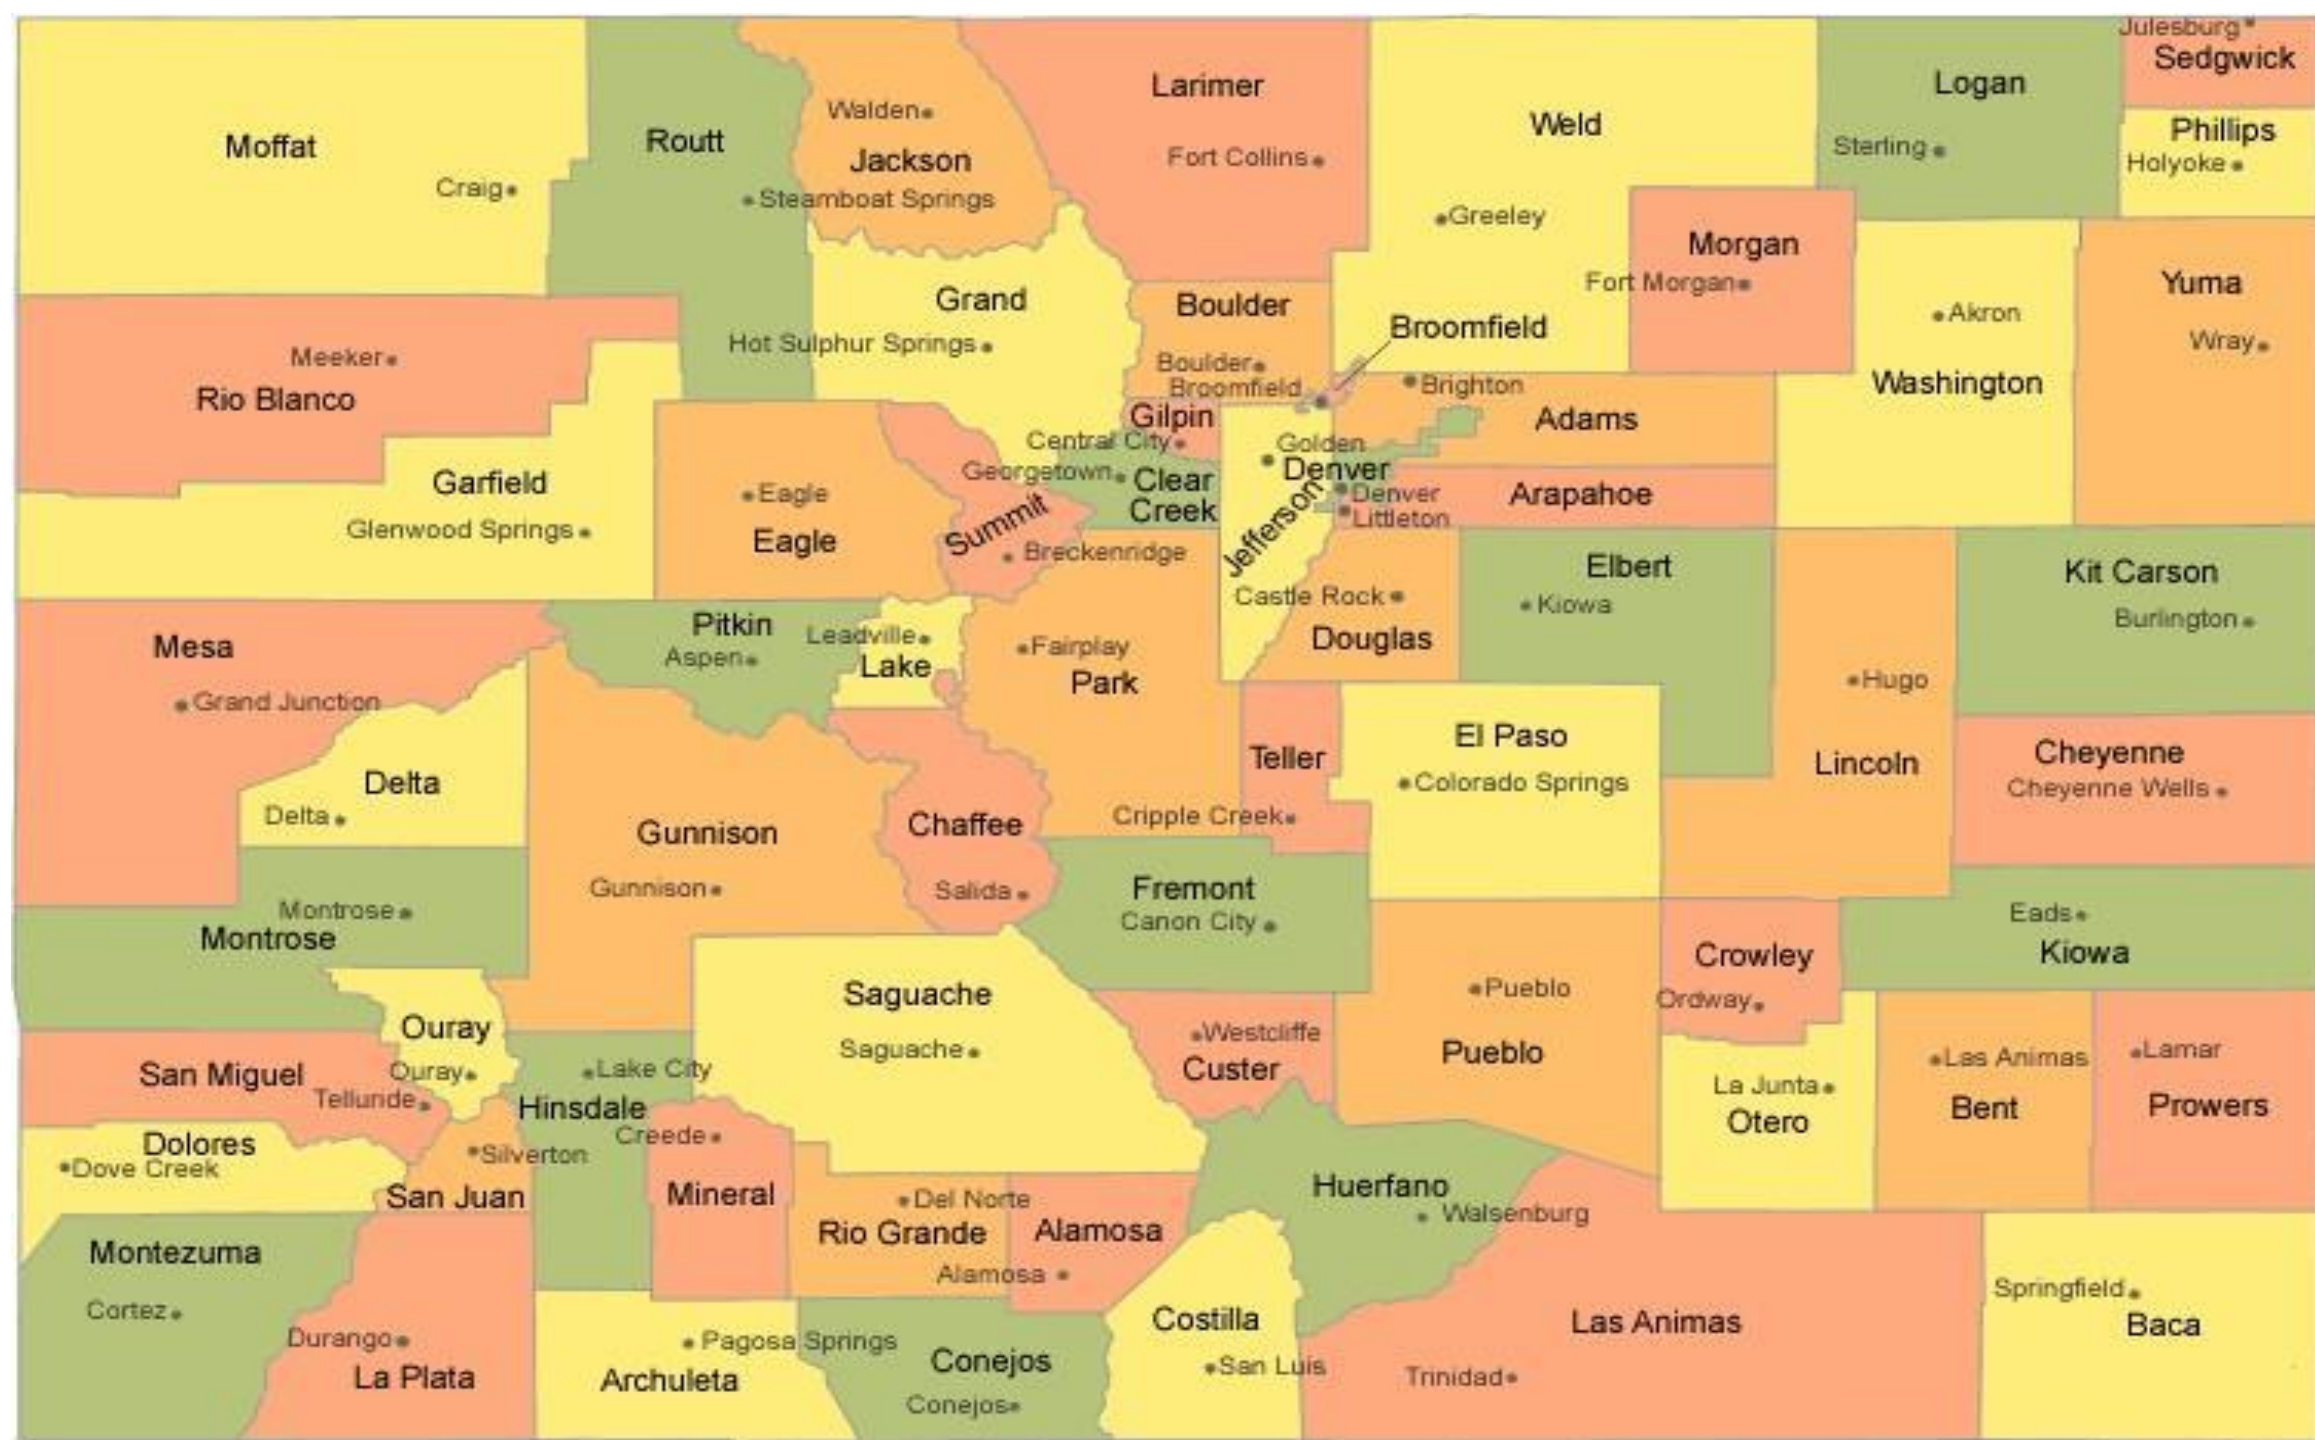 Julesburg
Sedgwick
Moffat
Craig
Routt
Steamboat Springs
Walden
Jackson
Larimer
Fort Collins
Weld
Greeley
Logan
Sterling
Phillips
Holyoke
Morgan
Fort Morgan
Washington
Akron
Yuma
Wray
Meeker
Rio Blanco
Grand
Hot Sulphur Springs
Boulder
Boulder
Broomfield
Broomfield
Brighton
Adams
Gilpin
Central City
Georgetown
Clear
Creek
Golden
Denver
Denver
Littleton
Jefferson
Arapahoe
Garfield
Glenwood Springs
Eagle
Eagle
Summit
Breckenridge
Castle Rock
Douglas
Elbert
Kiowa
Kit Carson
Burlington
Mesa
Grand Junction
Pitkin
Aspen
Leadville
Lake
Fairplay
Park
Hugo
Lincoln
Teller
Cripple Creek
El Paso
Colorado Springs
Cheyenne
Cheyenne Wells
Delta
Delta
Gunnison
Gunnison
Chaffee
Salida
Fremont
Canon City
Montrose
Montrose
Crowley
Ordway
Eads
Kiowa
Ouray
Ouray
Saguache
Saguache
Westcliffe
Custer
Pueblo
Pueblo
San Miguel
Tellunde
Lake City
Hinsdale
Creede
Mineral
La Junta
Otero
Las Animas
Bent
Lamar
Prowers
Dolores
Dove Creek
Silverton
San Juan
Del Norte
Rio Grande
Alamosa
Alamosa
Huerfano
Walsenburg
Montezuma
Cortez
Durango
La Plata
Pagosa Springs
Archuleta
Conejos
Conejos
Costilla
San Luis
Las Animas
Trinidad
Springfield
Baca